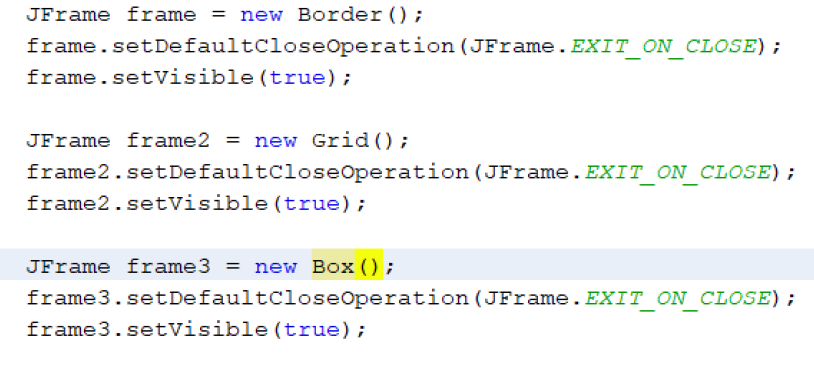 JFrame frame = new Border();
frame.setDefaultCloseOperation(JFrame.EXIT_ON_CLOSE);
frame.setVisible(true);
JFrame frame2 = new Grid();
frame2.setDefaultCloseOperation(JFrame.EXIT_ON_CLOSE);
frame2.setVisible(true);
JFrame frame3 = new Box();
frame3.setDefaultCloseOperation(JFrame.EXIT_ON_CLOSE);
frame3.setVisible(true);